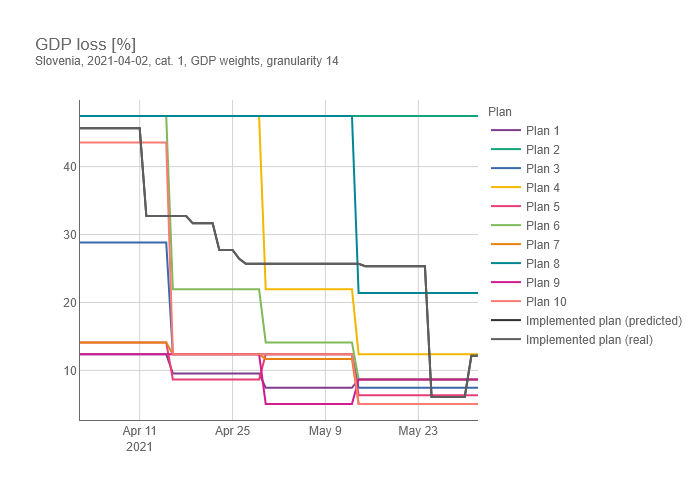 GDP loss [%]
Slovenia, 2021-04-02, cat. 1, GDP weights, granularity 14
Plan
Plan 1
Plan 2
Plan 3
Plan 4
Plan 5
Plan 6
Plan 7
Plan 8
Plan 9
Plan 10
Implemented plan (predicted)
Implemented plan (real)
40
30
20
10
Apr 11 Apr 25 May 9 May 23
2021